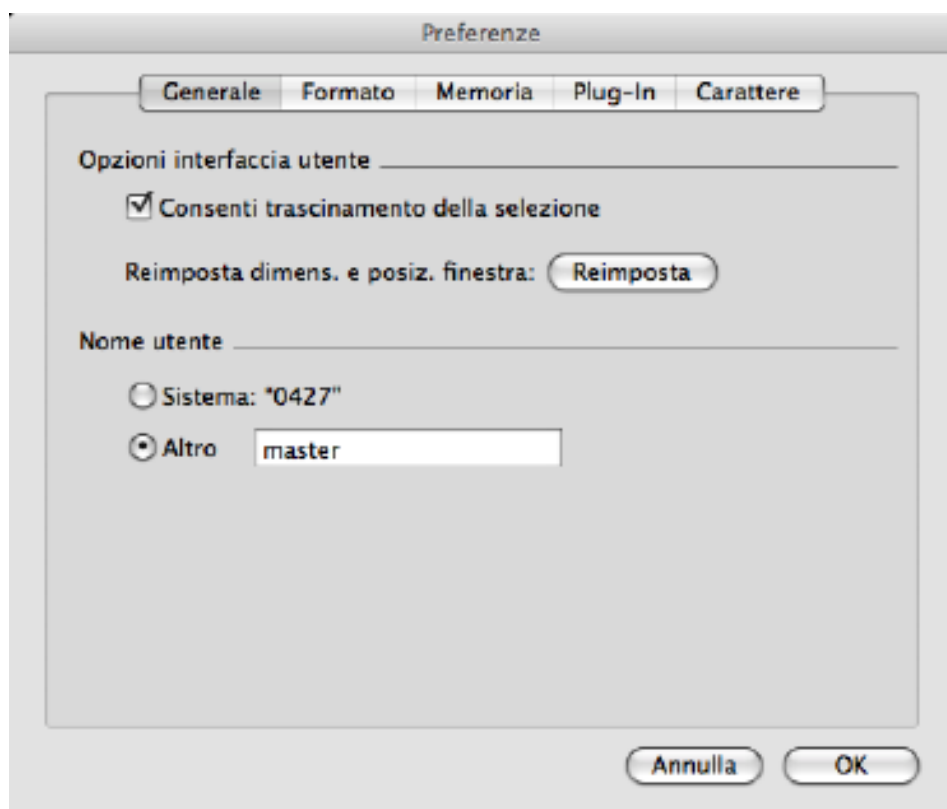 Preferenze
Generale Formato Memoria Plug-In Carattere
Opzioni interfaccia utente
Consenti trascinamento della selezione
Reimposta dimens. e posiz. finestra: Reimposta
Nome utente
Sistema: "0427"
Altro master
Annulla OK